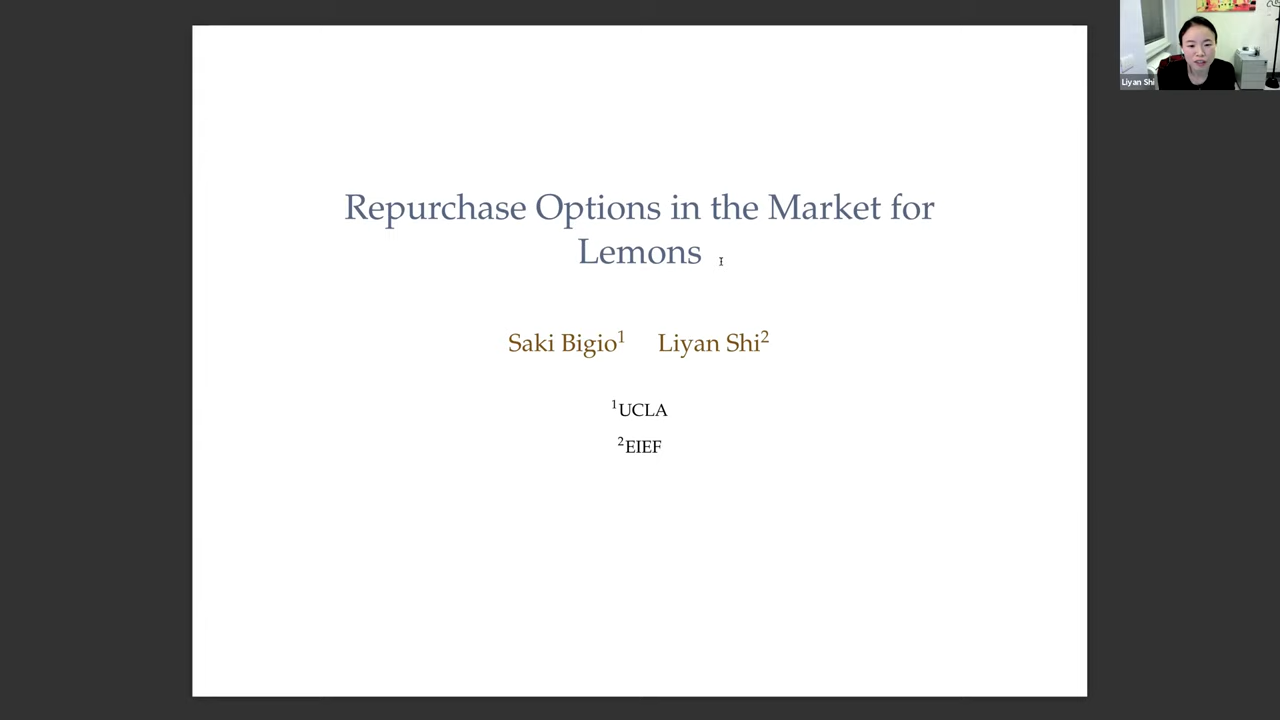 Repurchase Options in the Market for
Lemons
Saki Bigio¹ Liyan Shi²
¹UCLA
²EIEF
Liyan Shi